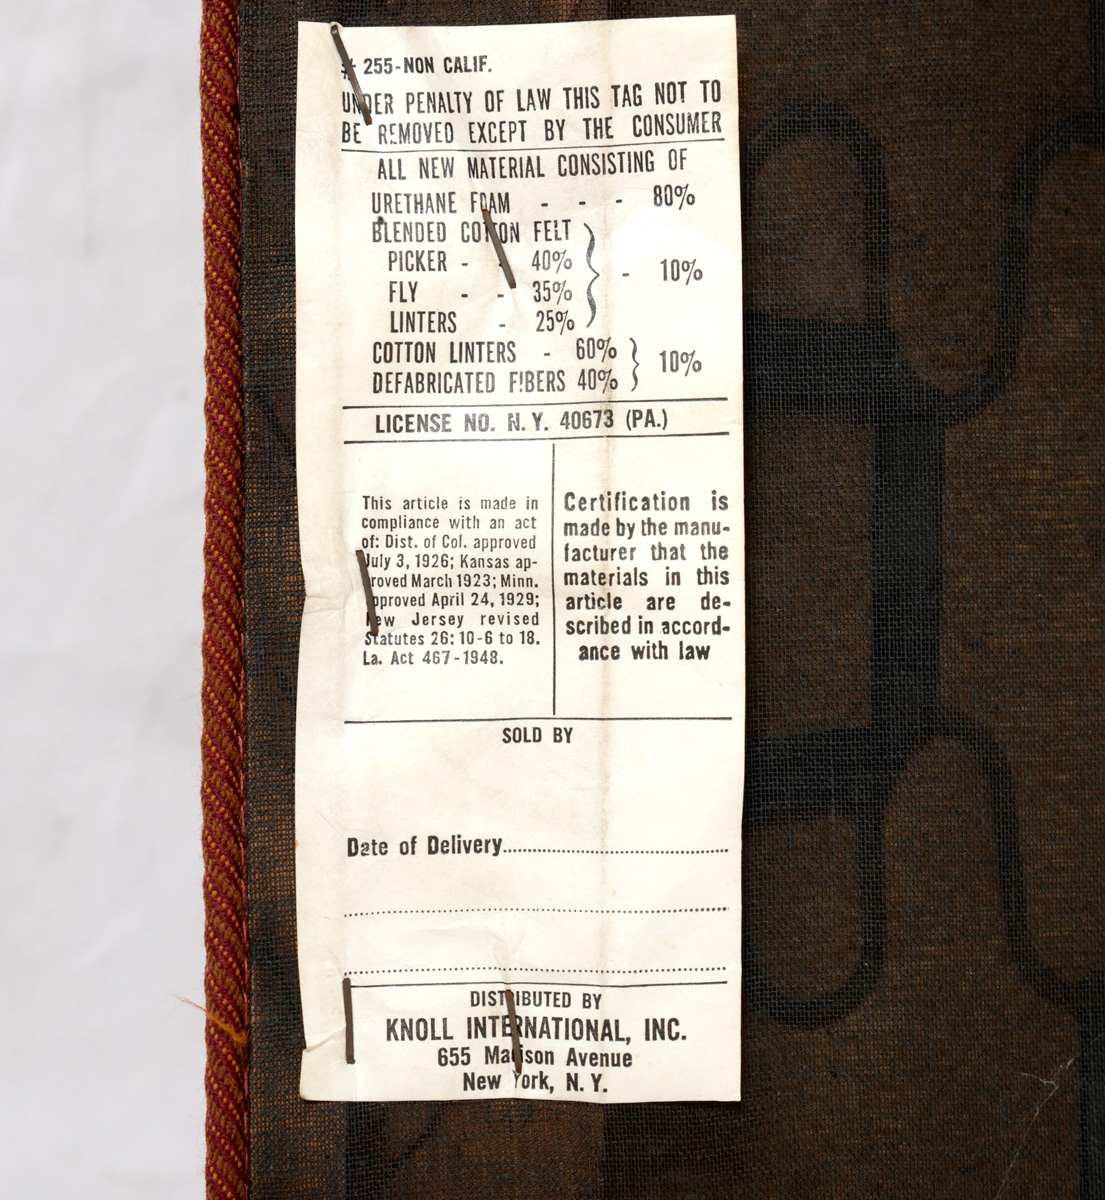 # 255-NON CALIF.
UNDER PENALTY OF LAW THIS TAG NOT TO
BE REMOVED EXCEPT BY THE CONSUMER
ALL NEW MATERIAL CONSISTING OF
URETHANE FOAM - - - 80%
BLENDED COTTON FELT
PICKER - - 40%
FLY - - 35% } - 10%
LINTERS - 25%
COTTON LINTERS - 60%
DEFABRICATED FIBERS 40% } 10%
LICENSE NO. N.Y. 40673 (PA.)
This article is made in
compliance with an act
of: Dist. of Col. approved
July 3, 1926; Kansas ap-
proved March 1923; Minn.
approved April 24, 1929;
New Jersey revised
Statutes 26: 10-6 to 18.
La. Act 467-1948.
Certification is
made by the manu-
facturer that the
materials in this
article are de-
scribed in accord-
ance with law
SOLD BY
Date of Delivery
DISTRIBUTED BY
KNOLL INTERNATIONAL, INC.
655 Madison Avenue
New York, N. Y.